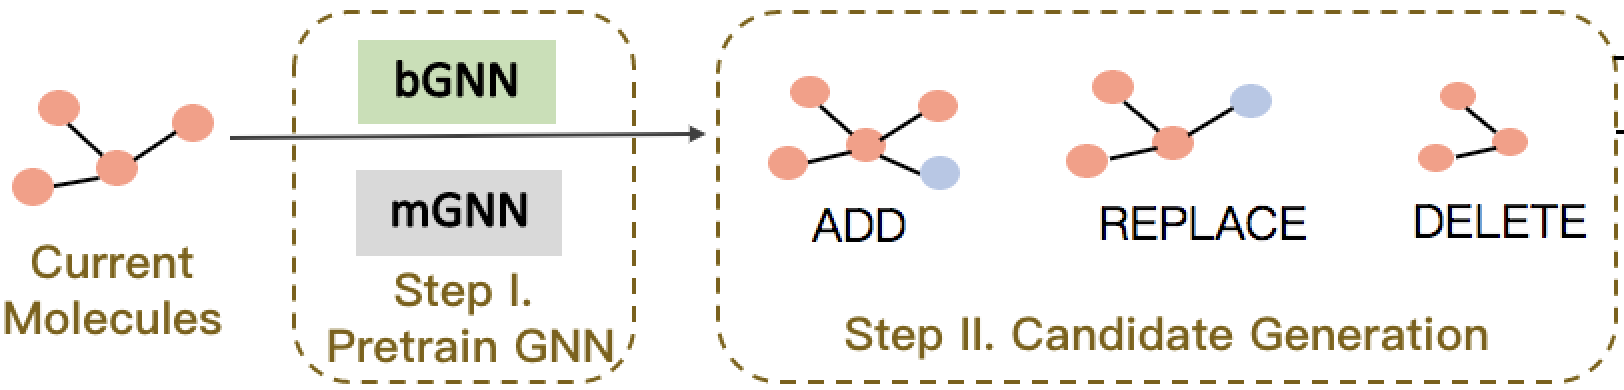 Current
Molecules
bGNN
mGNN
Step I.
Pretrain GNN
ADD
REPLACE
DELETE
Step II. Candidate Generation